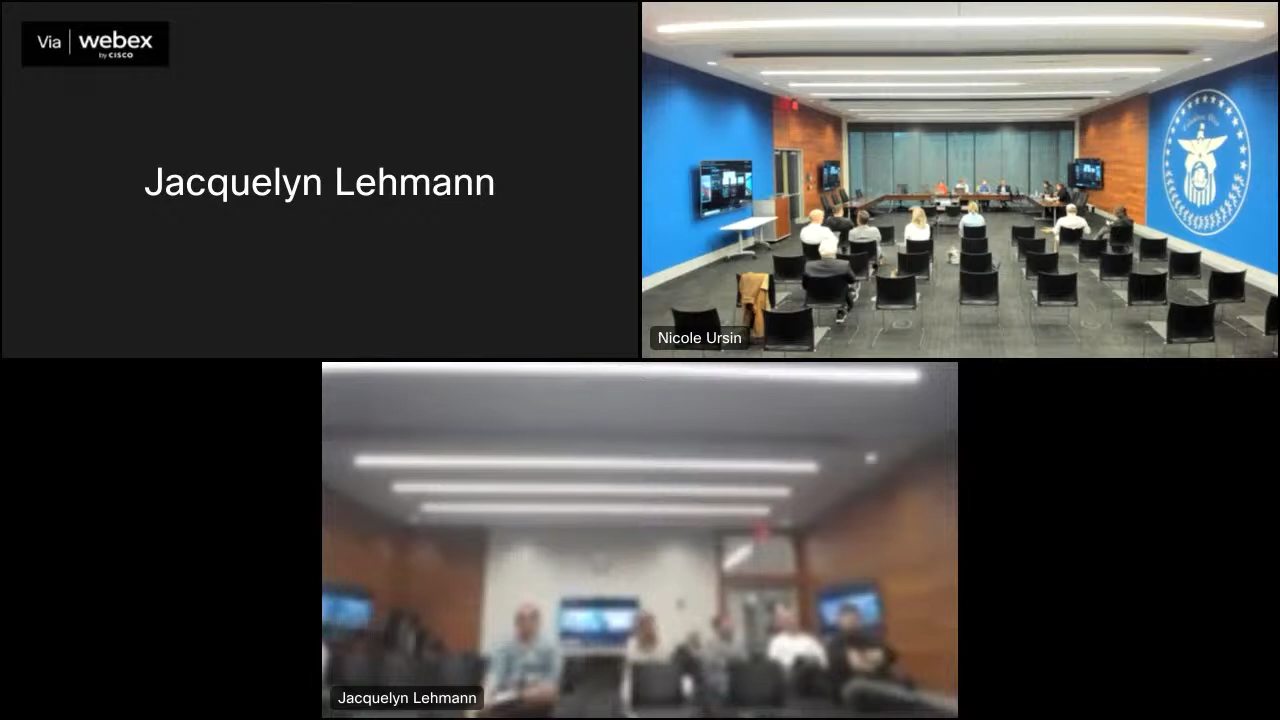 Via webex
by CISCO
Jacquelyn Lehmann
Nicole Ursin
Jacquelyn Lehmann